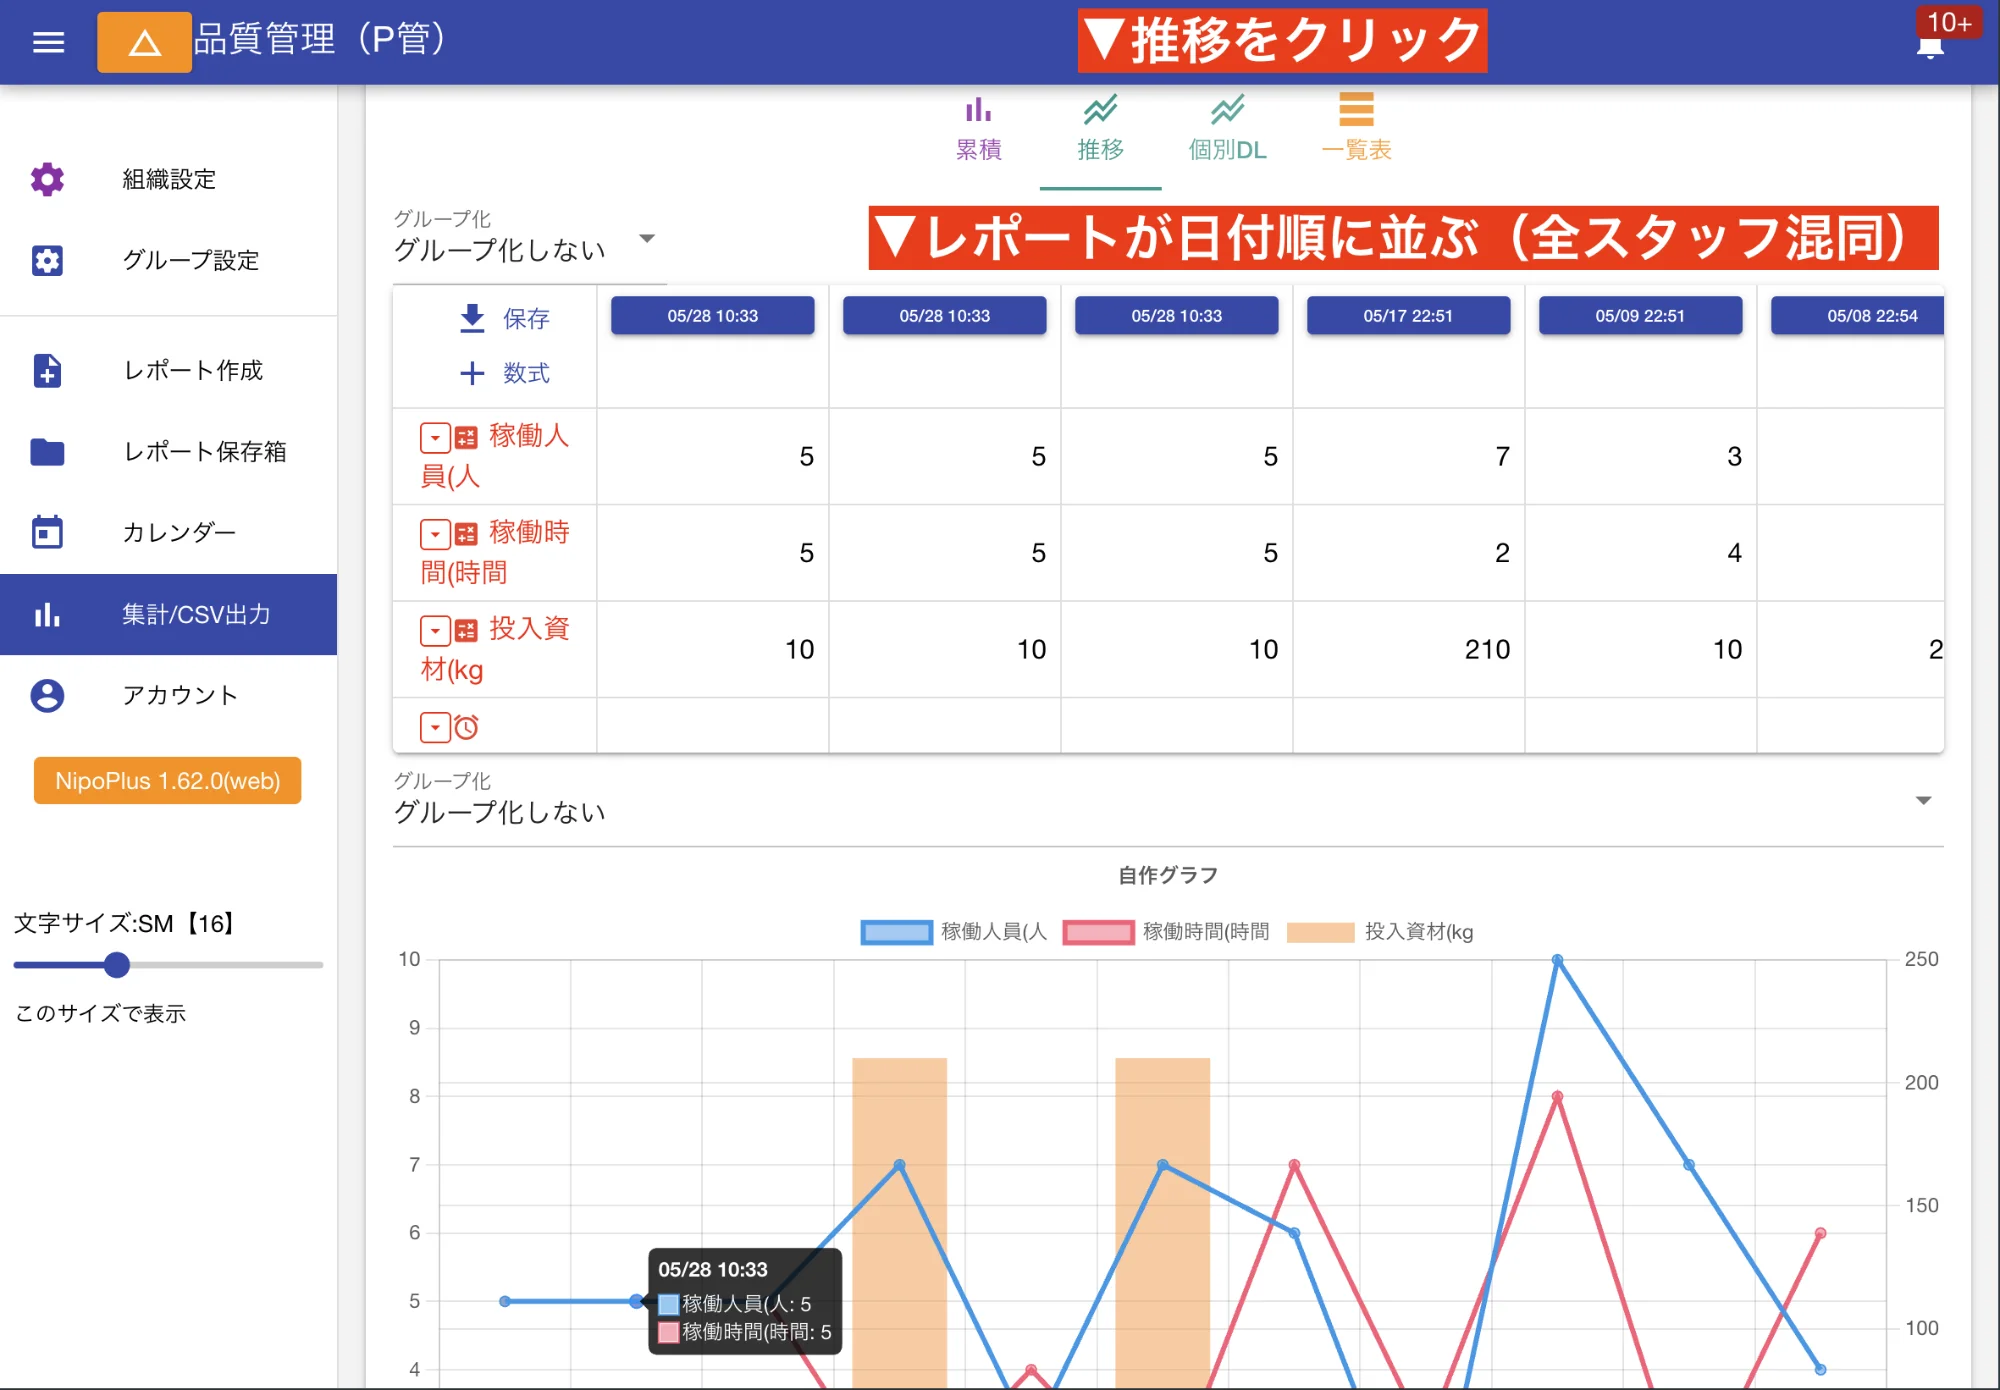 品質管理（P管）
▼推移をクリック
10+
組織設定
グループ設定
レポート作成
レポート保存箱
カレンダー
集計/CSV出力
アカウント
NipoPlus 1.62.0(web)
文字サイズ:SM【16】
このサイズで表示
累積
推移
個別DL
一覧表
グループ化
グループ化しない
▼レポートが日付順に並ぶ（全スタッフ混同）
保存
数式
05/28 10:33
05/28 10:33
05/28 10:33
05/17 22:51
05/09 22:51
05/08 22:54
稼働人
員(人
5
5
5
7
3
稼働時
間(時間
5
5
5
2
4
投入資
材(kg
10
10
10
210
10
2
グループ化
グループ化しない
自作グラフ
稼働人員(人
稼働時間(時間
投入資材(kg
10
9
8
7
6
5
4
250
200
150
100
05/28 10:33
稼働人員(人: 5
稼働時間(時間: 5